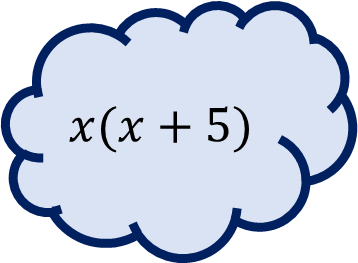 x(x + 5)